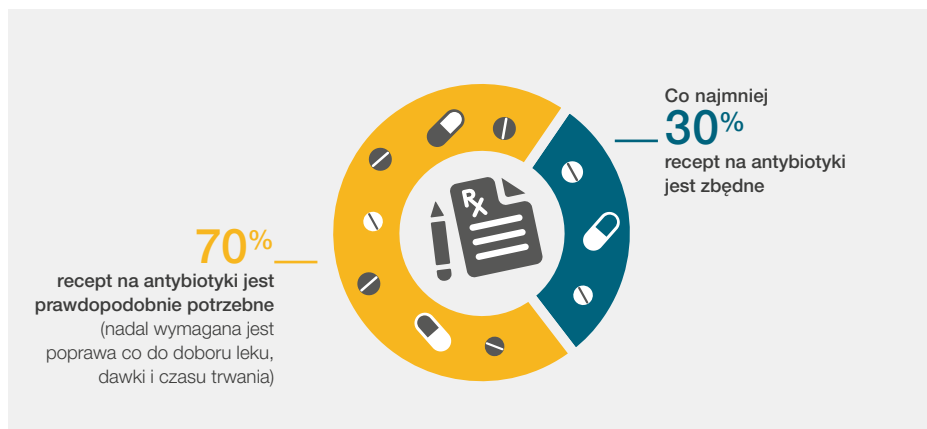 Co najmniej
30%
recept na antybiotyki
jest zbędne
70%
recept na antybiotyki jest
prawdopodobnie potrzebne
(nadal wymagana jest
poprawa co do doboru leku,
dawki i czasu trwania)
RX